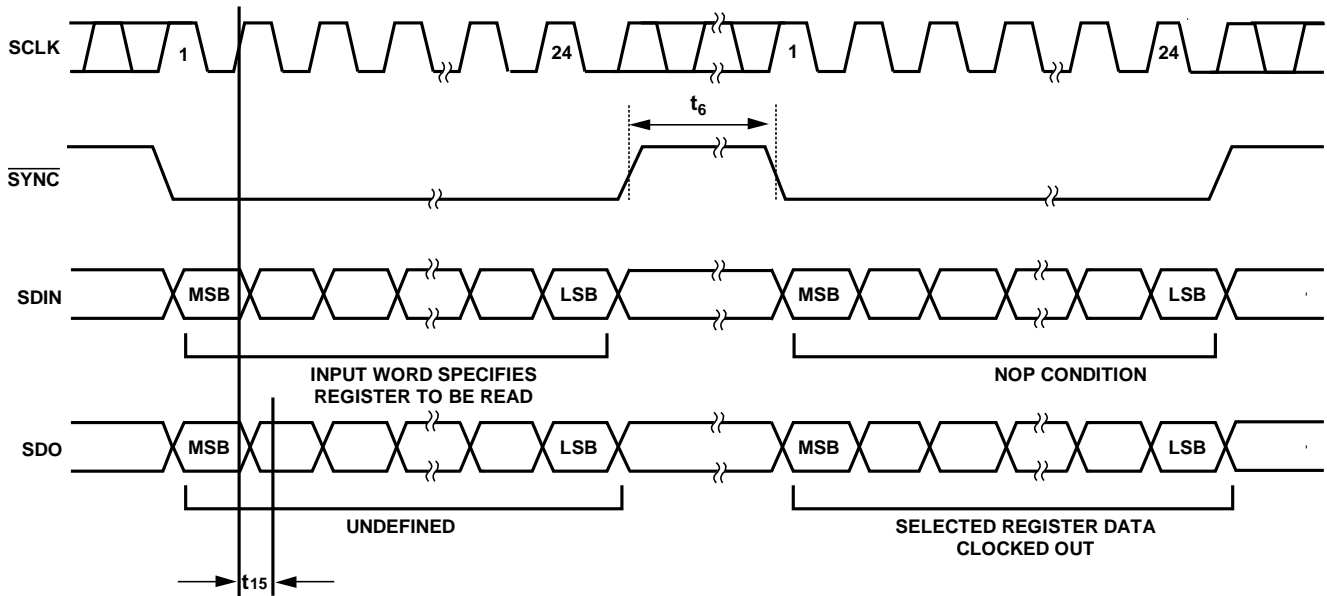 SCLK
1
24
1
24
t6
SYNC
SDIN
MSB
LSB
MSB
LSB
INPUT WORD SPECIFIES
REGISTER TO BE READ
NOP CONDITION
SDO
MSB
LSB
MSB
LSB
UNDEFINED
SELECTED REGISTER DATA
CLOCKED OUT
t15